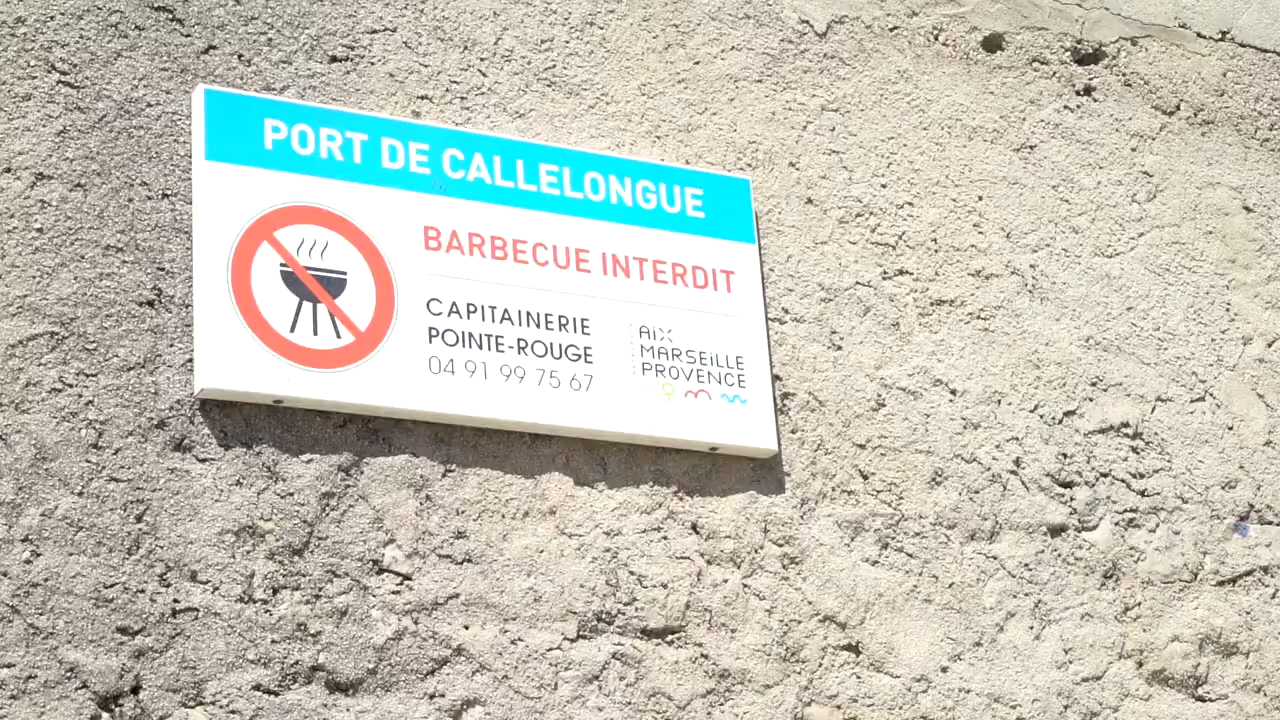 PORT DE CALLELONGUE
BARBECUE INTERDIT
CAPITAINERIE
POINTE-ROUGE
04 91 99 75 67
AIX
MARSEILLE
PROVENCE